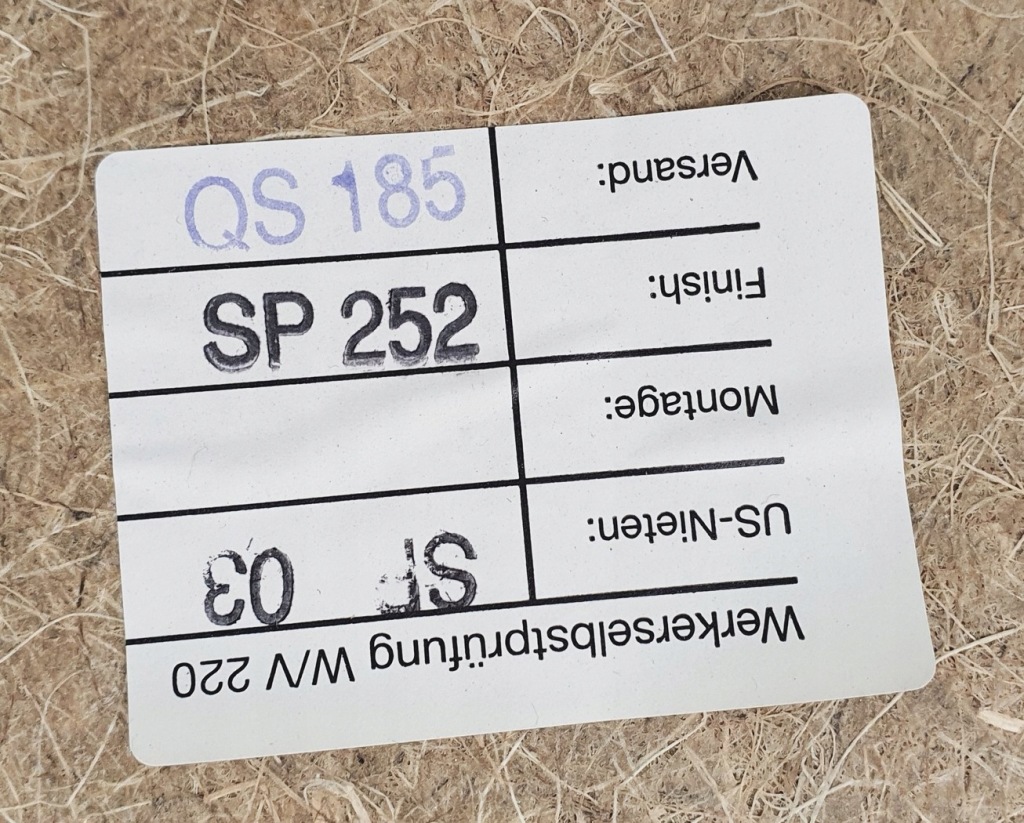 Werkerselbstprüfung W/V 220
US-Nieten: SP 03
Montage:
Finish: SP 252
Versand: QS 185